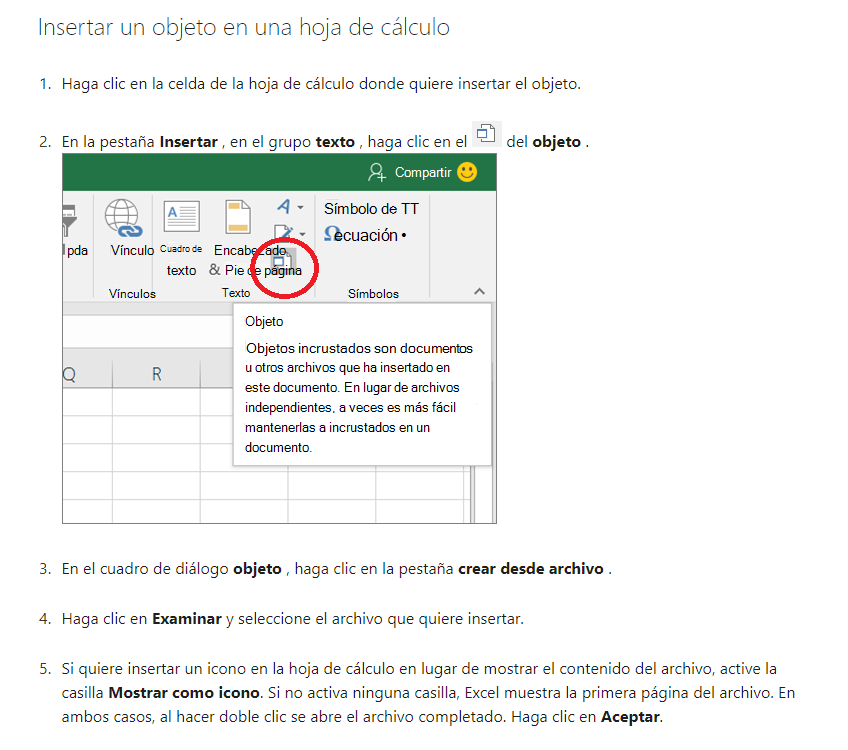 Insertar un objeto en una hoja de cálculo
1. Haga clic en la celda de la hoja de cálculo donde quiere insertar el objeto.
2. En la pestaña Insertar , en el grupo texto , haga clic en el del objeto .
Compartir
Símbolo de TT
Ωecuación •
pda Vínculo Cuadro de Encabezado
texto & Pie de página
Vínculos Texto Símbolos
Objeto
Objetos incrustados son documentos
u otros archivos que ha insertado en
este documento. En lugar de archivos
independientes, a veces es más fácil
mantenerlas a incrustados en un
documento.
Q R
3. En el cuadro de diálogo objeto , haga clic en la pestaña crear desde archivo .
4. Haga clic en Examinar y seleccione el archivo que quiere insertar.
5. Si quiere insertar un icono en la hoja de cálculo en lugar de mostrar el contenido del archivo, active la
casilla Mostrar como icono. Si no activa ninguna casilla, Excel muestra la primera página del archivo. En
ambos casos, al hacer doble clic se abre el archivo completado. Haga clic en Aceptar.